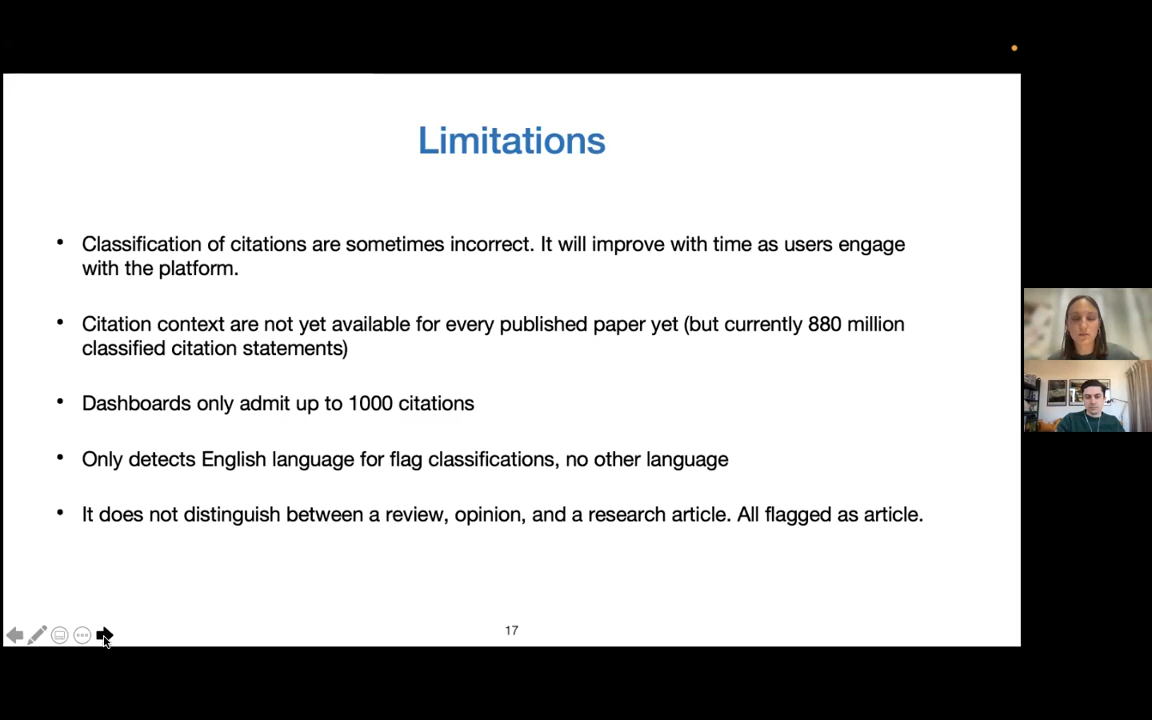 Limitations
• Classification of citations are sometimes incorrect. It will improve with time as users engage
with the platform.
• Citation context are not yet available for every published paper yet (but currently 880 million
classified citation statements)
• Dashboards only admit up to 1000 citations
• Only detects English language for flag classifications, no other language
• It does not distinguish between a review, opinion, and a research article. All flagged as article.
17